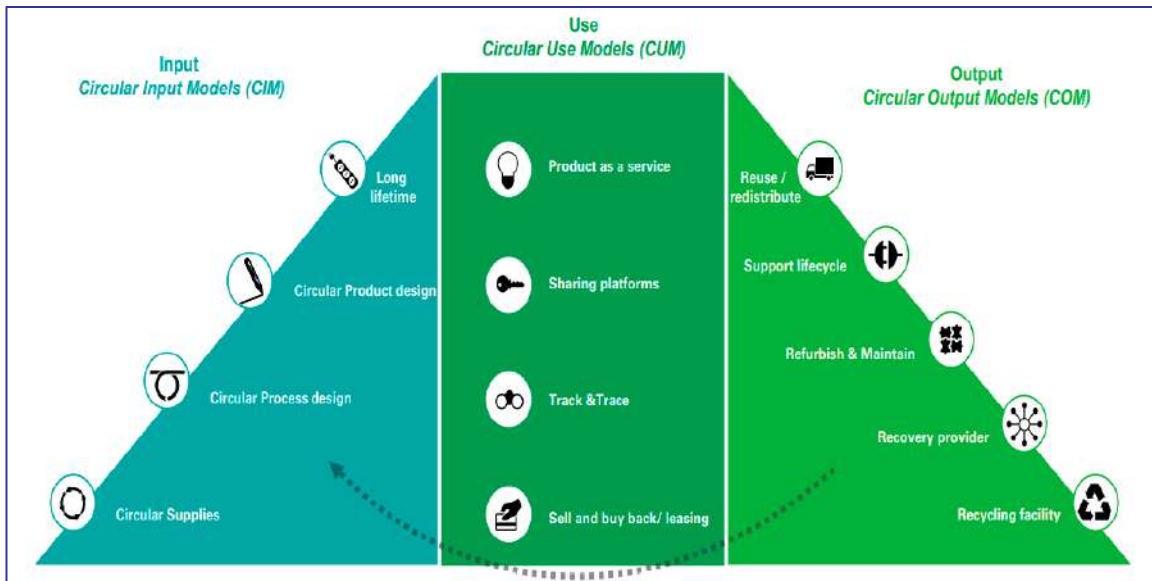 Input
Circular Input Models (CIM)
Long
lifetime
Circular Product design
Circular Process design
Circular Supplies
Use
Circular Use Models (CUM)
Product as a service
Sharing platforms
Track &Trace
Sell and buy back/ leasing
Output
Circular Output Models (COM)
Reuse /
redistribute
Support lifecycle
Refurbish & Maintain
Recovery provider
Recycling facility